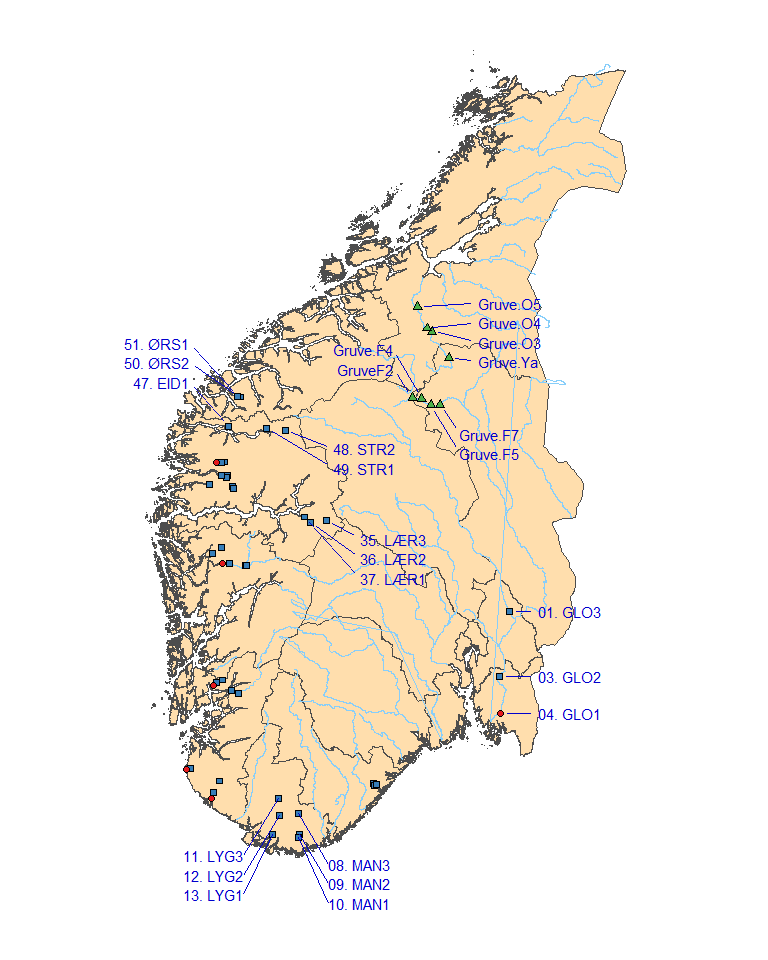 Gruve.O5
Gruve.O4
Gruve.O3
Gruve.Ya
51. ØRS1
50. ØRS2
47. EID1
Gruve.F4
GruveF2
Gruve.F7
Gruve.F5
48. STR2
49. STR1
35. LÆR3
36. LÆR2
37. LÆR1
01. GLO3
03. GLO2
04. GLO1
11. LYG3
12. LYG2
13. LYG1
08. MAN3
09. MAN2
10. MAN1